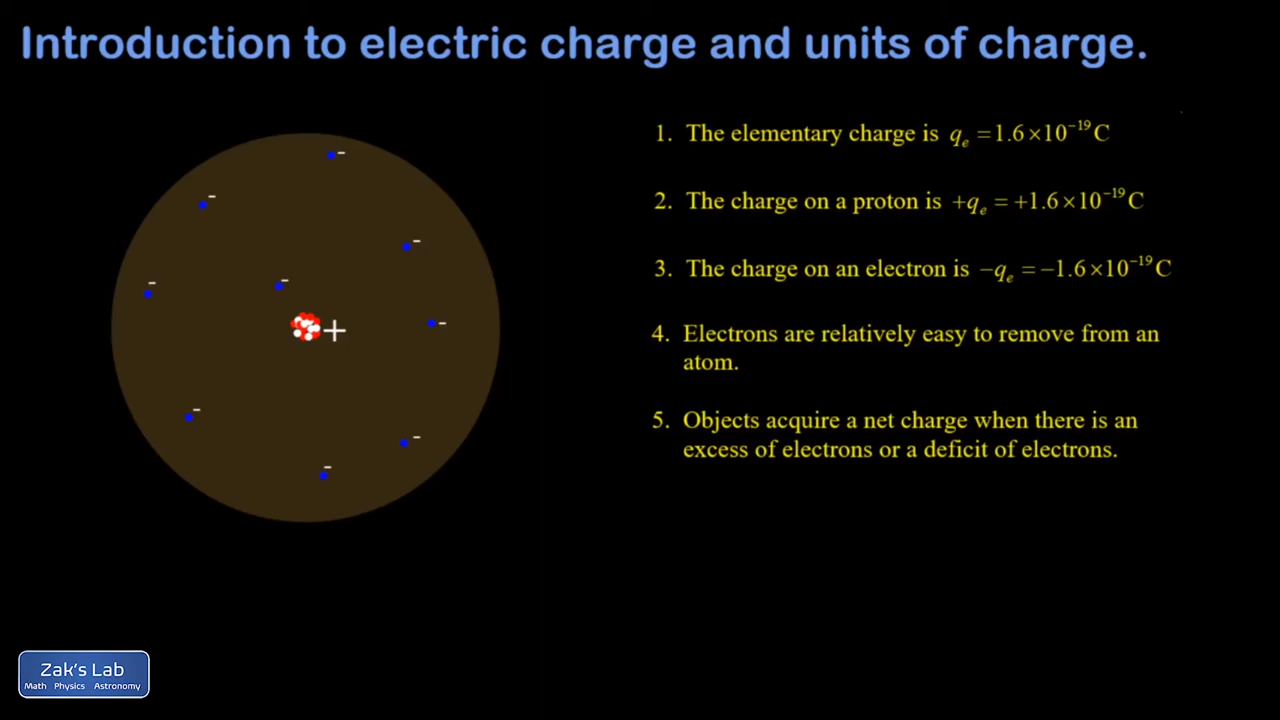 Introduction to electric charge and units of charge.
1. The elementary charge is qₑ = 1.6 × 10⁻¹⁹ C
2. The charge on a proton is +qₑ = +1.6 × 10⁻¹⁹ C
3. The charge on an electron is −qₑ = −1.6 × 10⁻¹⁹ C
4. Electrons are relatively easy to remove from an
atom.
5. Objects acquire a net charge when there is an
excess of electrons or a deficit of electrons.
-
-
-
-
-
+
-
-
-
-
Zak's Lab
Math Physics Astronomy